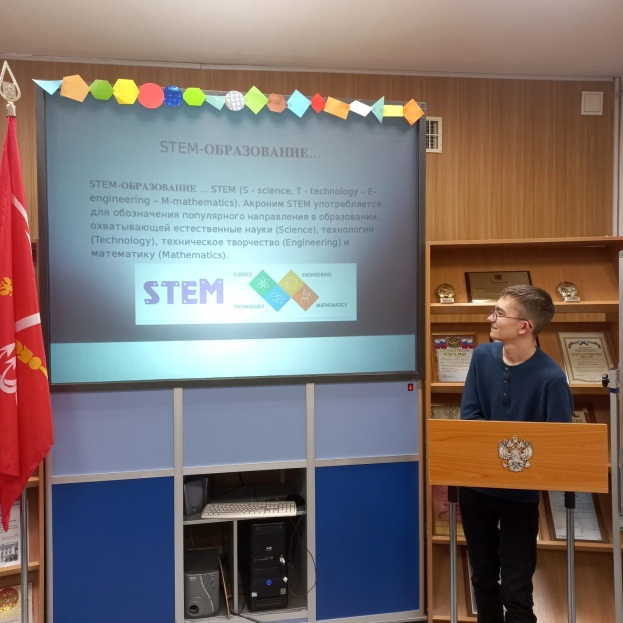 STEM-ОБРАЗОВАНИЕ...
STEM-ОБРАЗОВАНИЕ ... STEM (S - science, T - technology – E-
engineering – M-mathematics). Акроним STEM употребляется
для обозначения популярного направления в образовании,
охватывающей естественные науки (Science), технологии
(Technology), техническое творчество (Engineering) и
математику (Mathematics).
STEM
SCIENCE
ENGINEERING
TECHNOLOGY
MATHEMATICS